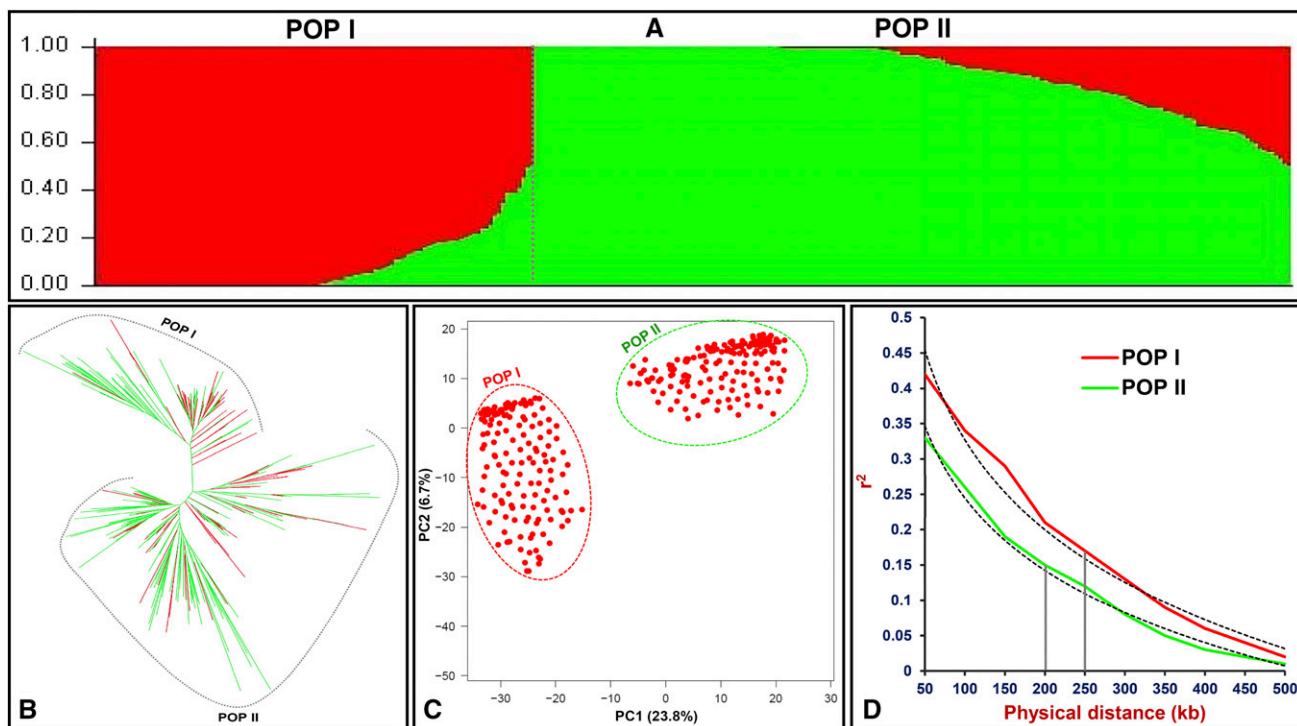 POP I A POP II
1.00
0.80
0.60
0.40
0.20
0.00
POP I
POP II
B
20
10
0
−10
−20
−30
−40
−50
PC2 (6.7%)
POP I
POP II
−30 −20 −10 0 10 20 30
C PC1 (23.8%)
0.5
0.45
0.4
0.35
0.3
0.25
0.2
0.15
0.1
0.05
0
r²
POP I
POP II
50 100 150 200 250 300 350 400 450 500
D Physical distance (kb)